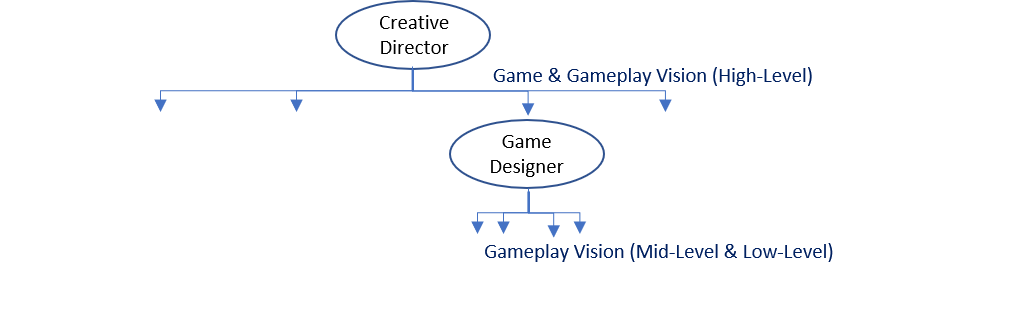 Creative
Director
Game & Gameplay Vision (High-Level)
Game
Designer
Gameplay Vision (Mid-Level & Low-Level)